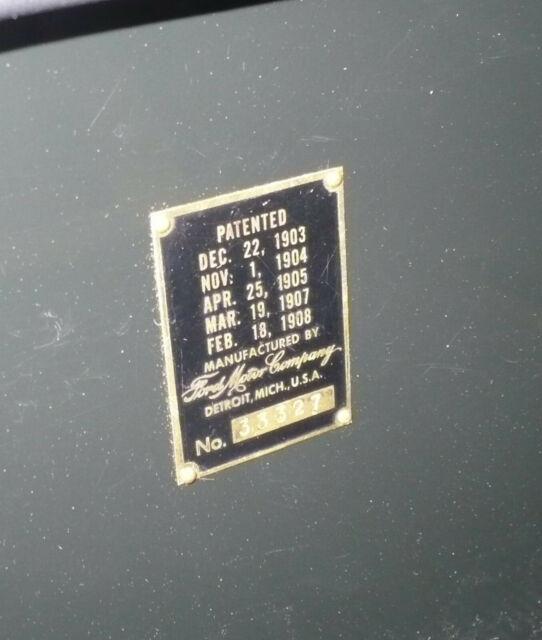 PATENTED
DEC. 22, 1903
NOV. 1, 1904
APR. 25, 1905
MAR. 19, 1907
FEB. 18, 1908
MANUFACTURED BY
Ford Motor Company
DETROIT, MICH., U.S.A.
No. 33327